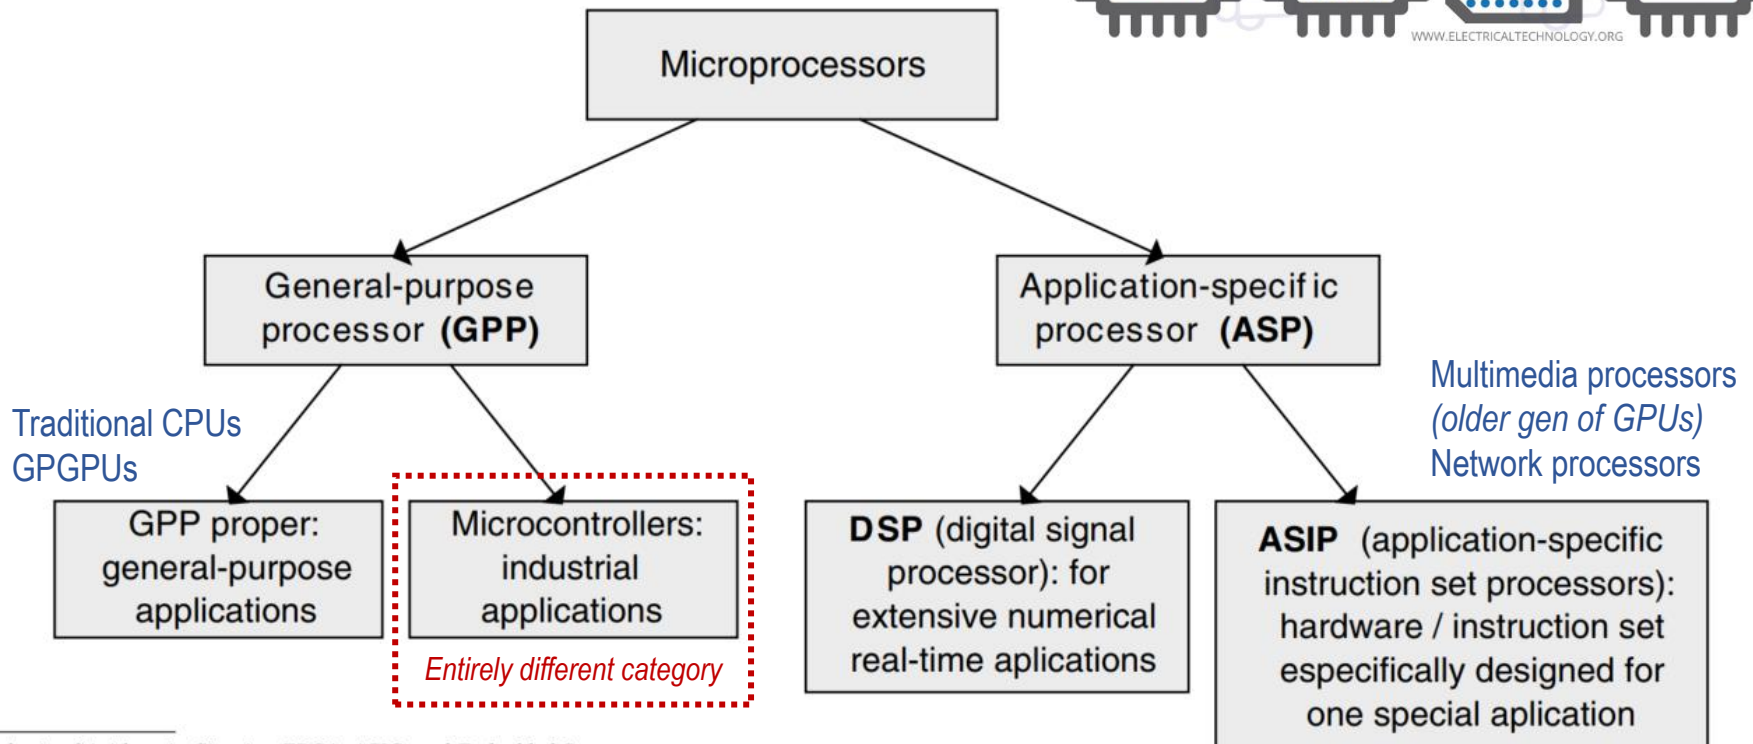 WWW.ELECTRICALTECHNOLOGY.ORG
Microprocessors
General-purpose
processor (GPP)
Application-specific
processor (ASP)
Traditional CPUs
GPGPUs
Multimedia processors
(older gen of GPUs)
Network processors
GPP proper:
general-purpose
applications
Microcontrollers:
industrial
applications
Entirely different category
DSP (digital signal
processor): for
extensive numerical
real-time aplications
ASIP (application-specific
instruction set processors):
hardware / instruction set
especifically designed for
one special aplication